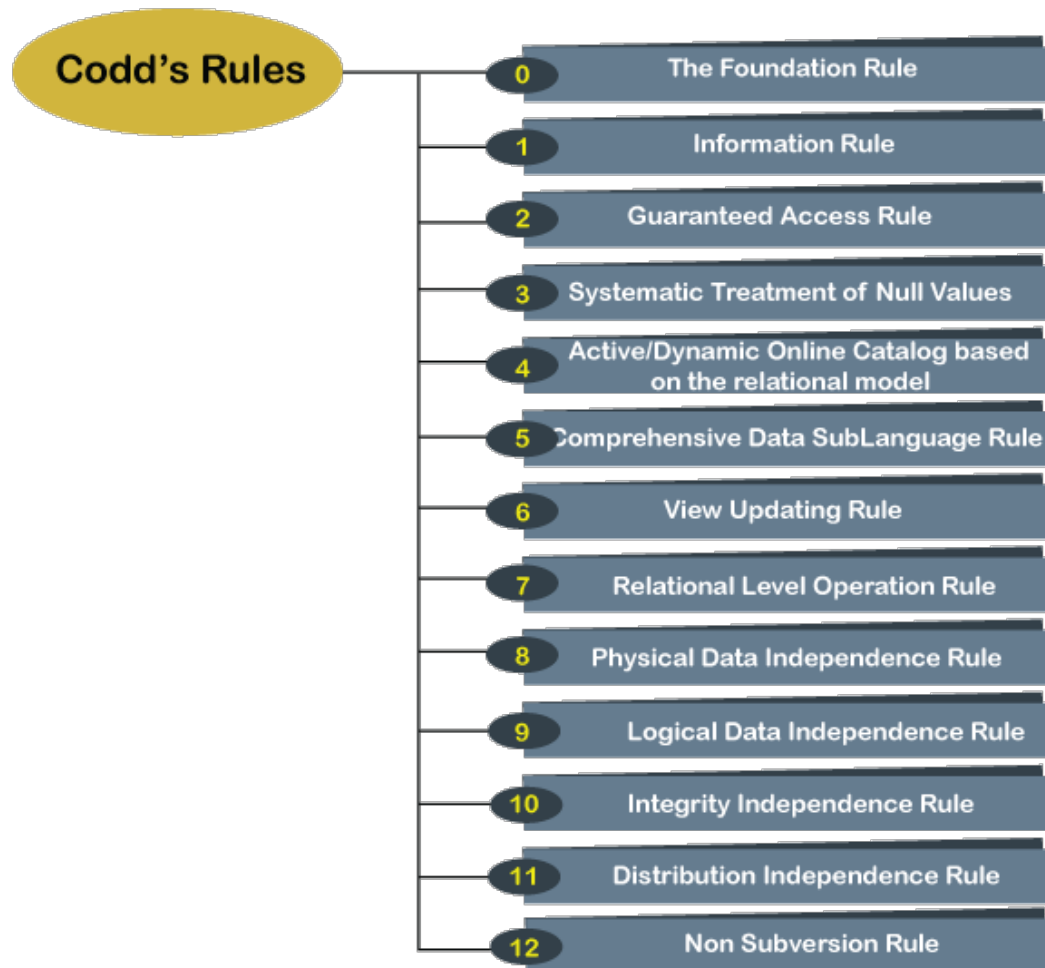 Codd's Rules
0 The Foundation Rule
1 Information Rule
2 Guaranteed Access Rule
3 Systematic Treatment of Null Values
4 Active/Dynamic Online Catalog based
on the relational model
5 Comprehensive Data SubLanguage Rule
6 View Updating Rule
7 Relational Level Operation Rule
8 Physical Data Independence Rule
9 Logical Data Independence Rule
10 Integrity Independence Rule
11 Distribution Independence Rule
12 Non Subversion Rule